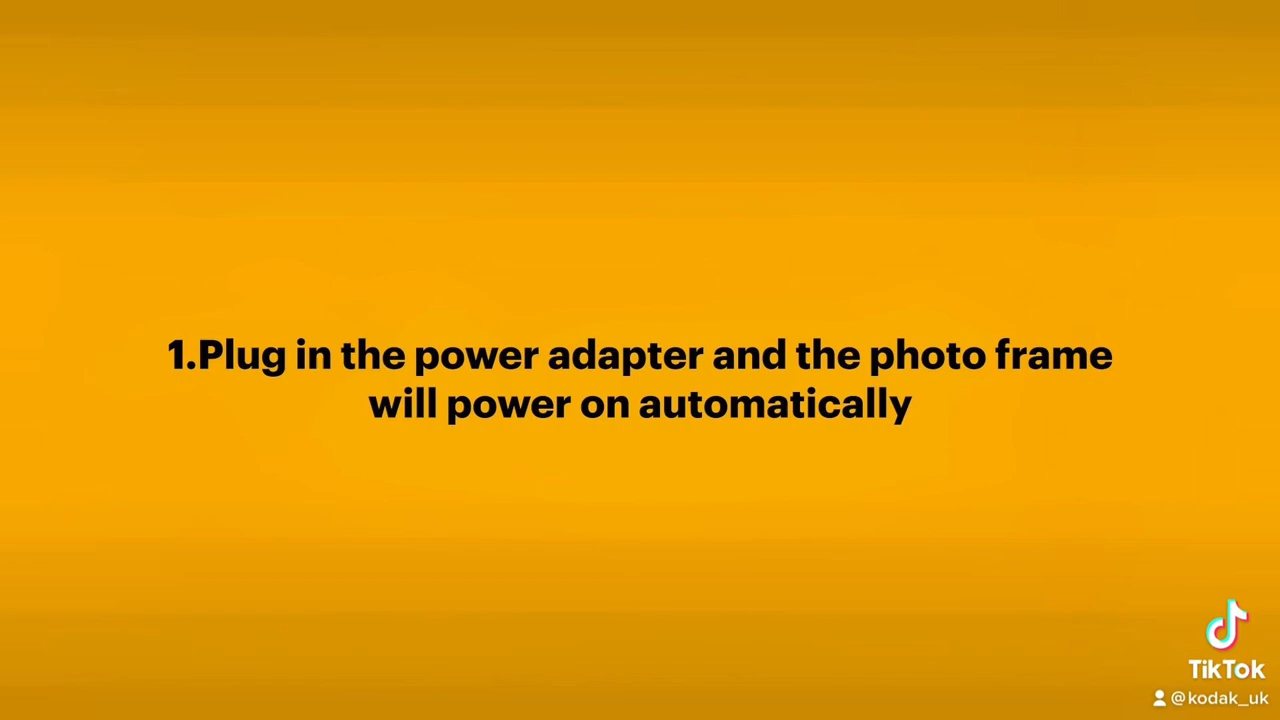 1.Plug in the power adapter and the photo frame
will power on automatically
TikTok
@kodak_uk